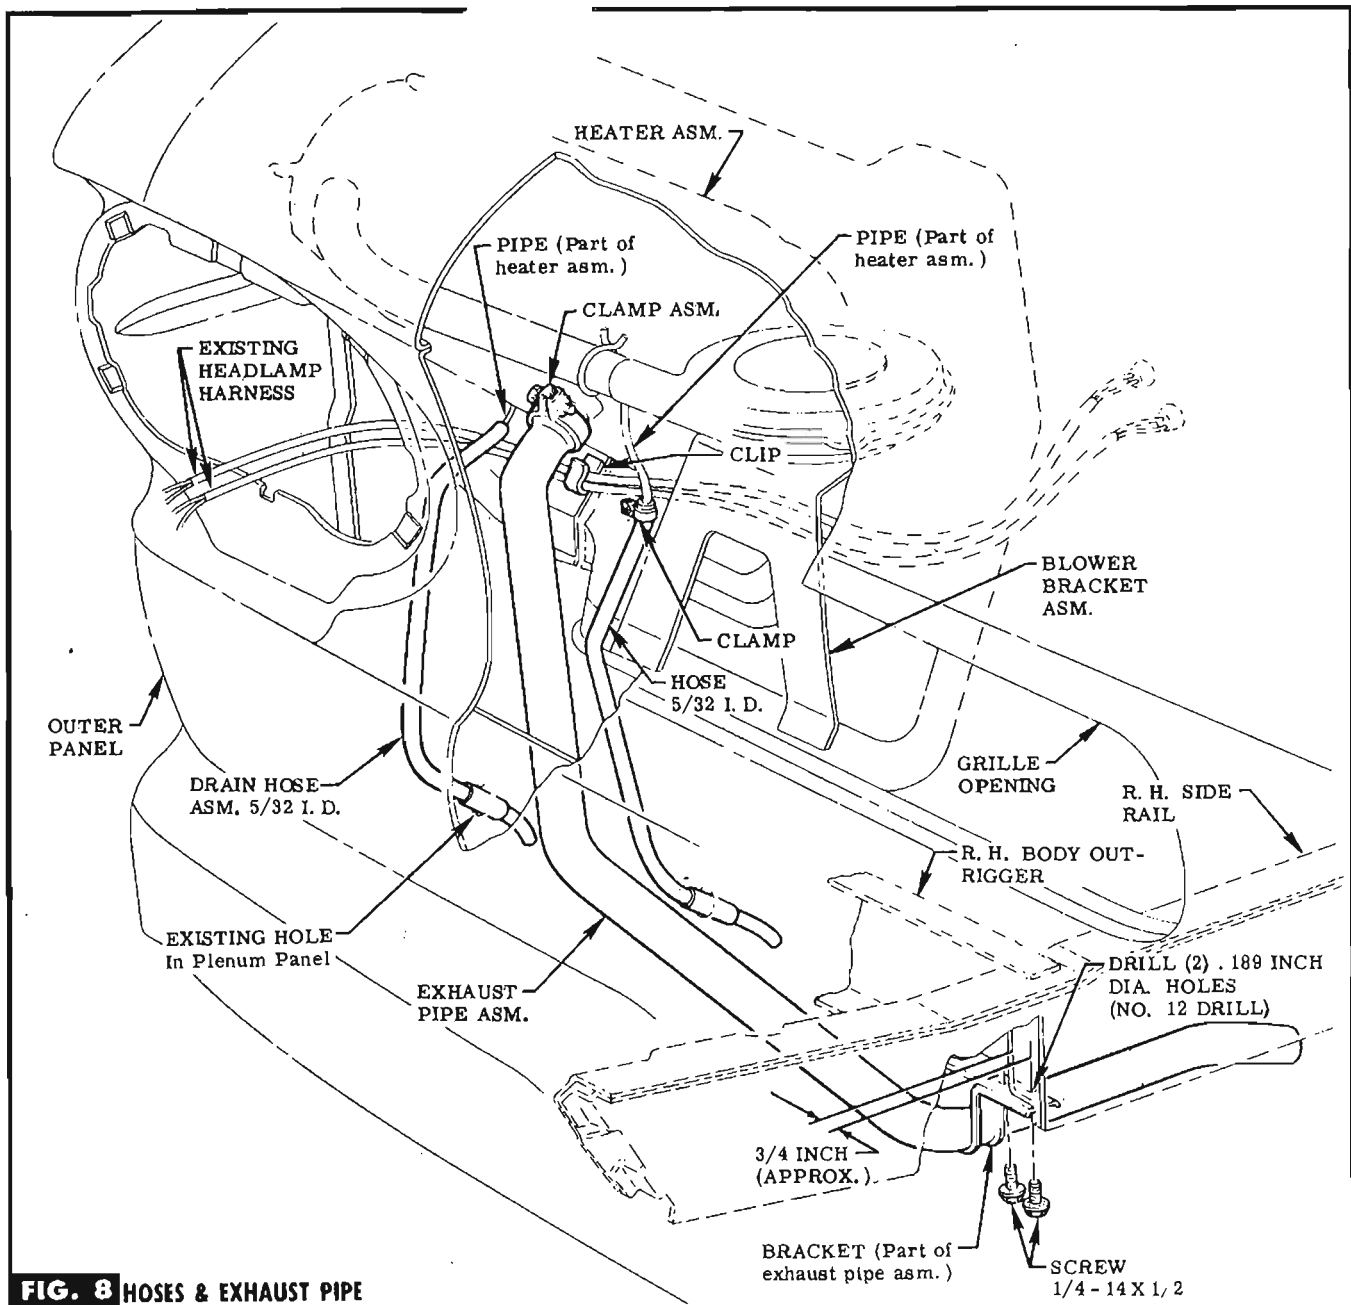 HEATER ASM.
PIPE (Part of
heater asm.)
PIPE (Part of
heater asm.)
CLAMP ASM.
EXISTING
HEADLAMP
HARNESS
CLIP
BLOWER
BRACKET
ASM.
CLAMP
HOSE
5/32 I. D.
OUTER
PANEL
GRILLE
OPENING
DRAIN HOSE
ASM. 5/32 I. D.
R. H. SIDE
RAIL
R. H. BODY OUT-
RIGGER
EXISTING HOLE
In Plenum Panel
DRILL (2) .189 INCH
DIA. HOLES
(NO. 12 DRILL)
EXHAUST
PIPE ASM.
3/4 INCH
(APPROX.)
BRACKET (Part of
exhaust pipe asm.)
SCREW
1/4-14 X 1/2
FIG. 8 HOSES & EXHAUST PIPE